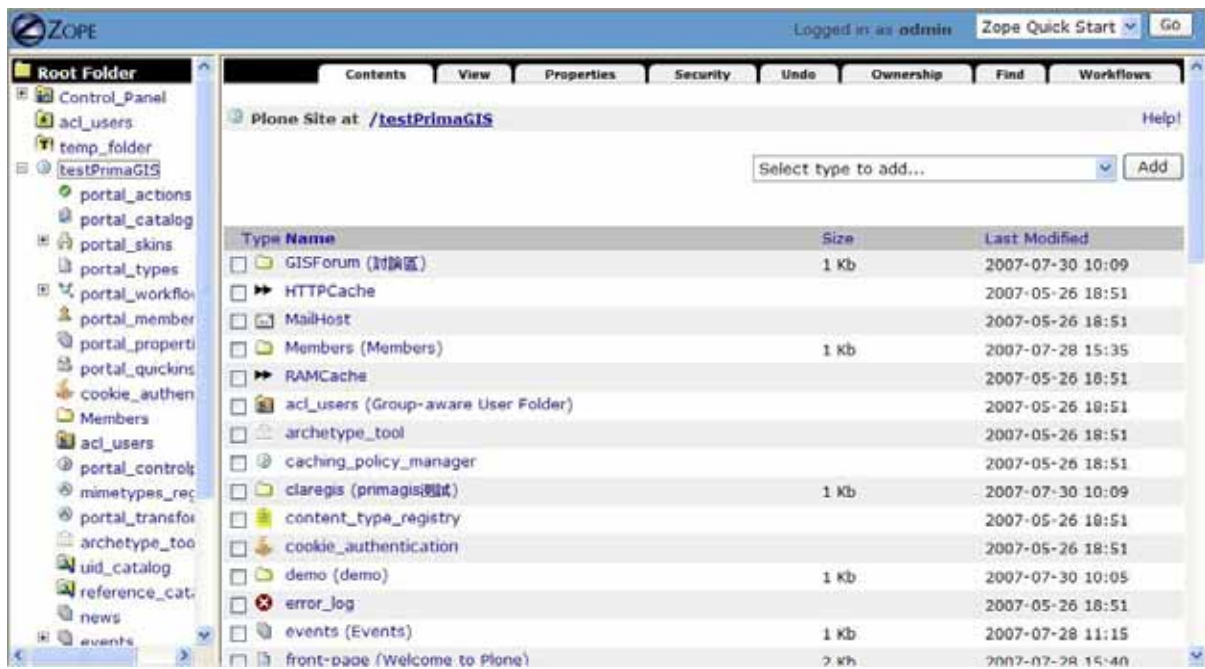 ZOPE
Logged in as admin
Zope Quick Start
Go
Root Folder
Control_Panel
acl_users
temp_folder
testPrimaGIS
portal_actions
portal_catalog
portal_skins
portal_types
portal_workflo
portal_member
portal_properti
portal_quickins
cookie_authen
Members
acl_users
portal_controlp
mimetypes_reg
portal_transfor
archetype_too
uid_catalog
reference_cat
news
events
Contents View Properties Security Undo Ownership Find Workflows
Plone Site at /testPrimaGIS Help!
Select type to add... Add
Type Name Size Last Modified
GISForum (討論區) 1 Kb 2007-07-30 10:09
HTTPCache 2007-05-26 18:51
MailHost 2007-05-26 18:51
Members (Members) 1 Kb 2007-07-28 15:35
RAMCache 2007-05-26 18:51
acl_users (Group-aware User Folder) 2007-05-26 18:51
archetype_tool 2007-05-26 18:51
caching_policy_manager 2007-05-26 18:51
claregis (primagis測試) 1 Kb 2007-07-30 10:09
content_type_registry 2007-05-26 18:51
cookie_authentication 2007-05-26 18:51
demo (demo) 1 Kb 2007-07-30 10:05
error_log 2007-05-26 18:51
events (Events) 1 Kb 2007-07-28 11:15
front-page (Welcome to Plone) 2 Kb 2007-07-28 15:40